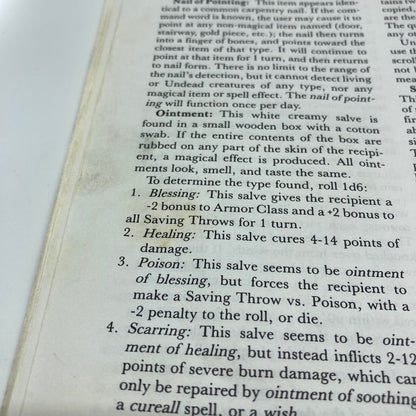 Nail of Pointing: This item appears iden-
tical to a common carpentry nail. If the com-
mand word is known, the user may cause it to
point at any non-magical item named (door,
stairway, gold piece, etc.); the nail then turns
into a finger of bone, and points toward the
closest item of that type. It will continue to
point at that item for 1 turn, and then returns
to nail form. There is no limit to the range of
the nail's detection, but it cannot detect living
or Undead creatures of any type, nor any
magical item or spell effect. The nail of point-
ing will function once per day.
Ointment: This white creamy salve is
found in a small wooden box with a cotton
swab. If the entire contents of the box are
rubbed on any part of the skin of the recipi-
ent, a magical effect is produced. All oint-
ments look, smell, and taste the same.
To determine the type found, roll 1d6:
1. Blessing: This salve gives the recipient a
-2 bonus to Armor Class and a +2 bonus to
all Saving Throws for 1 turn.
2. Healing: This salve cures 4-14 points of
damage.
3. Poison: This salve seems to be ointment
of blessing, but forces the recipient to
make a Saving Throw vs. Poison, with a
-2 penalty to the roll, or die.
4. Scarring: This salve seems to be oint-
ment of healing, but instead inflicts 2-12
points of severe burn damage, which can
only be repaired by ointment of soothing
a cureall spell, or a wish.